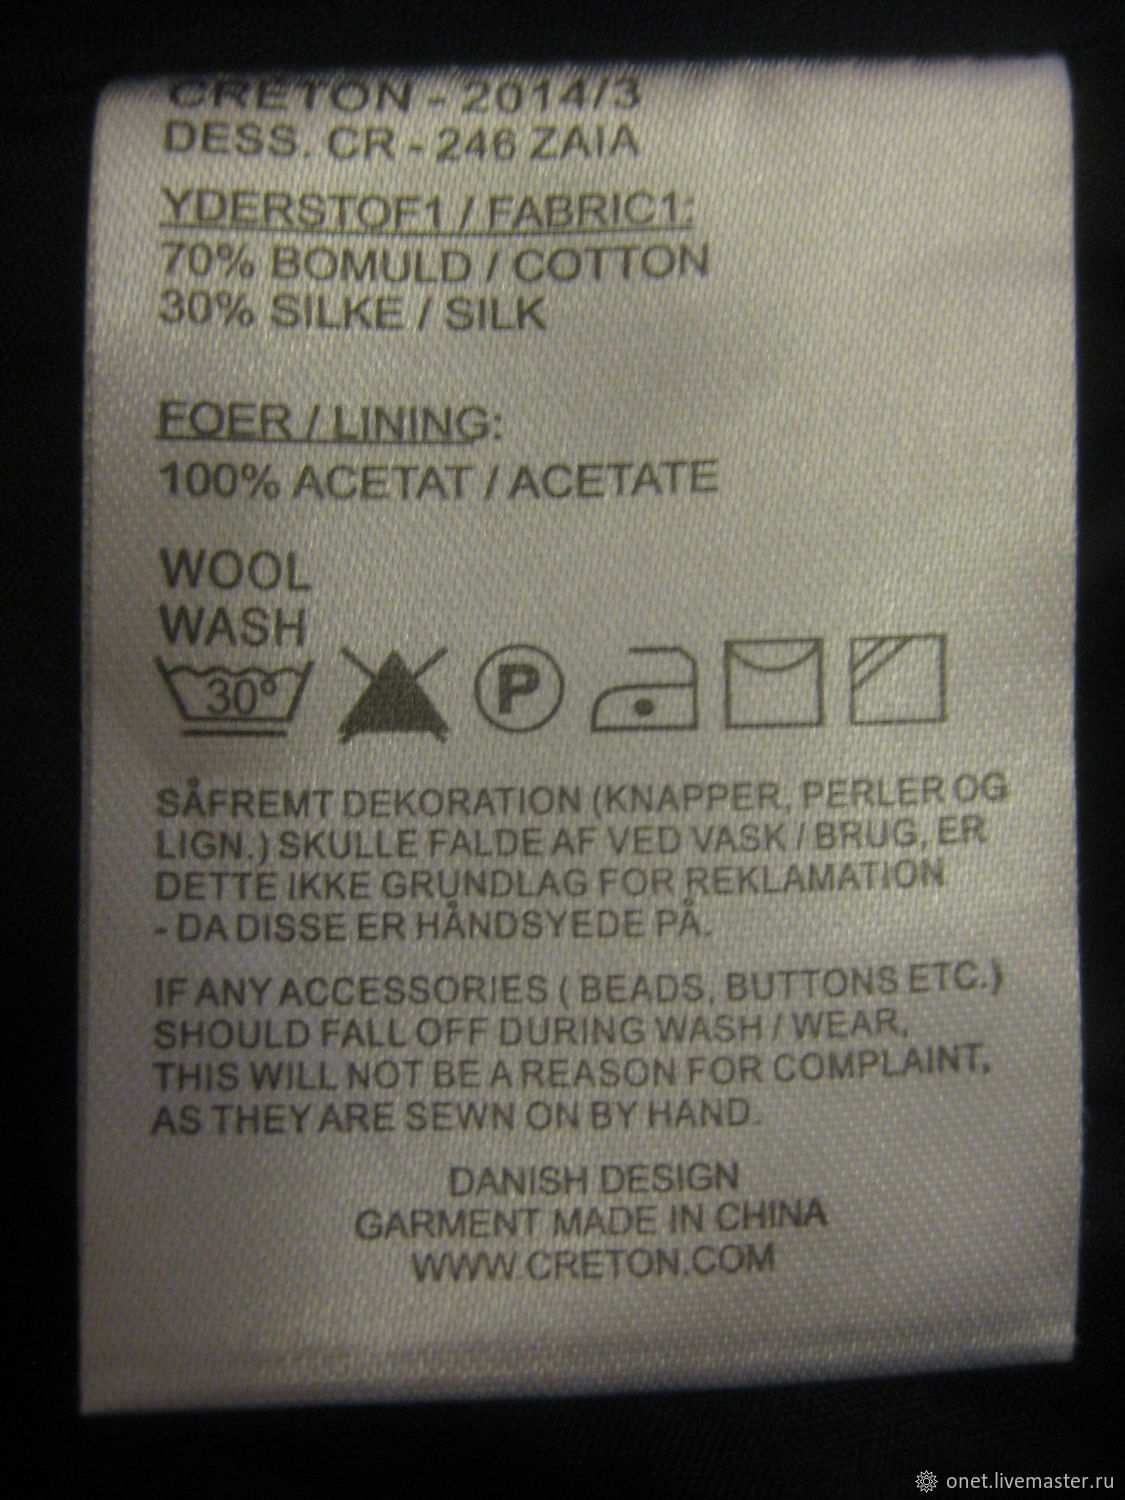 CRETON - 2014/3
DESS. CR - 246 ZAIA
YDERSTOF1 / FABRIC1:
70% BOMULD / COTTON
30% SILKE / SILK
FOER / LINING:
100% ACETAT / ACETATE
WOOL
WASH
30° P
SÅFREMT DEKORATION (KNAPPER, PERLER OG
LIGN.) SKULLE FALDE AF VED VASK / BRUG, ER
DETTE IKKE GRUNDLAG FOR REKLAMATION
- DA DISSE ER HÅNDSYEDE PÅ.
IF ANY ACCESSORIES ( BEADS, BUTTONS ETC.)
SHOULD FALL OFF DURING WASH / WEAR,
THIS WILL NOT BE A REASON FOR COMPLAINT,
AS THEY ARE SEWN ON BY HAND.
DANISH DESIGN
GARMENT MADE IN CHINA
WWW.CRETON.COM
onet.livemaster.ru